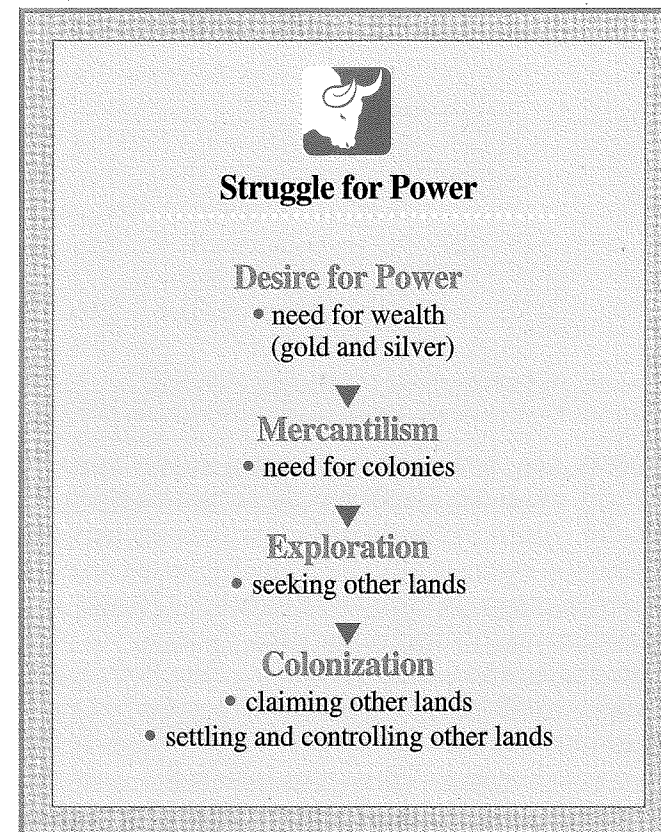 Struggle for Power
Desire for Power
• need for wealth
(gold and silver)
Mercantilism
• need for colonies
Exploration
• seeking other lands
Colonization
• claiming other lands
• settling and controlling other lands